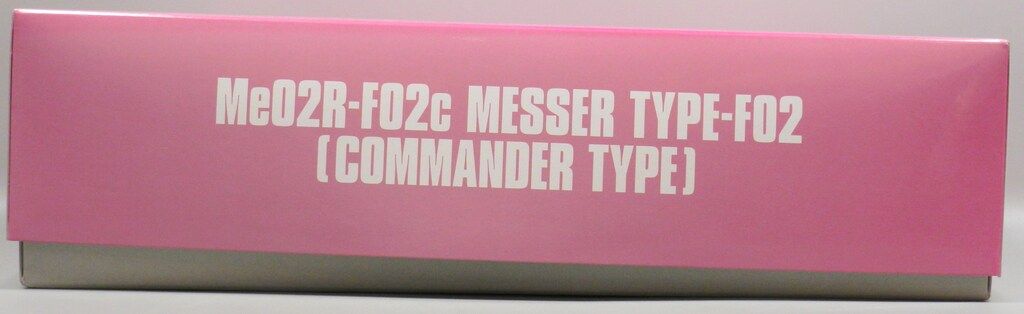 Me02R-F02c MESSER TYPE-F02
(COMMANDER TYPE)